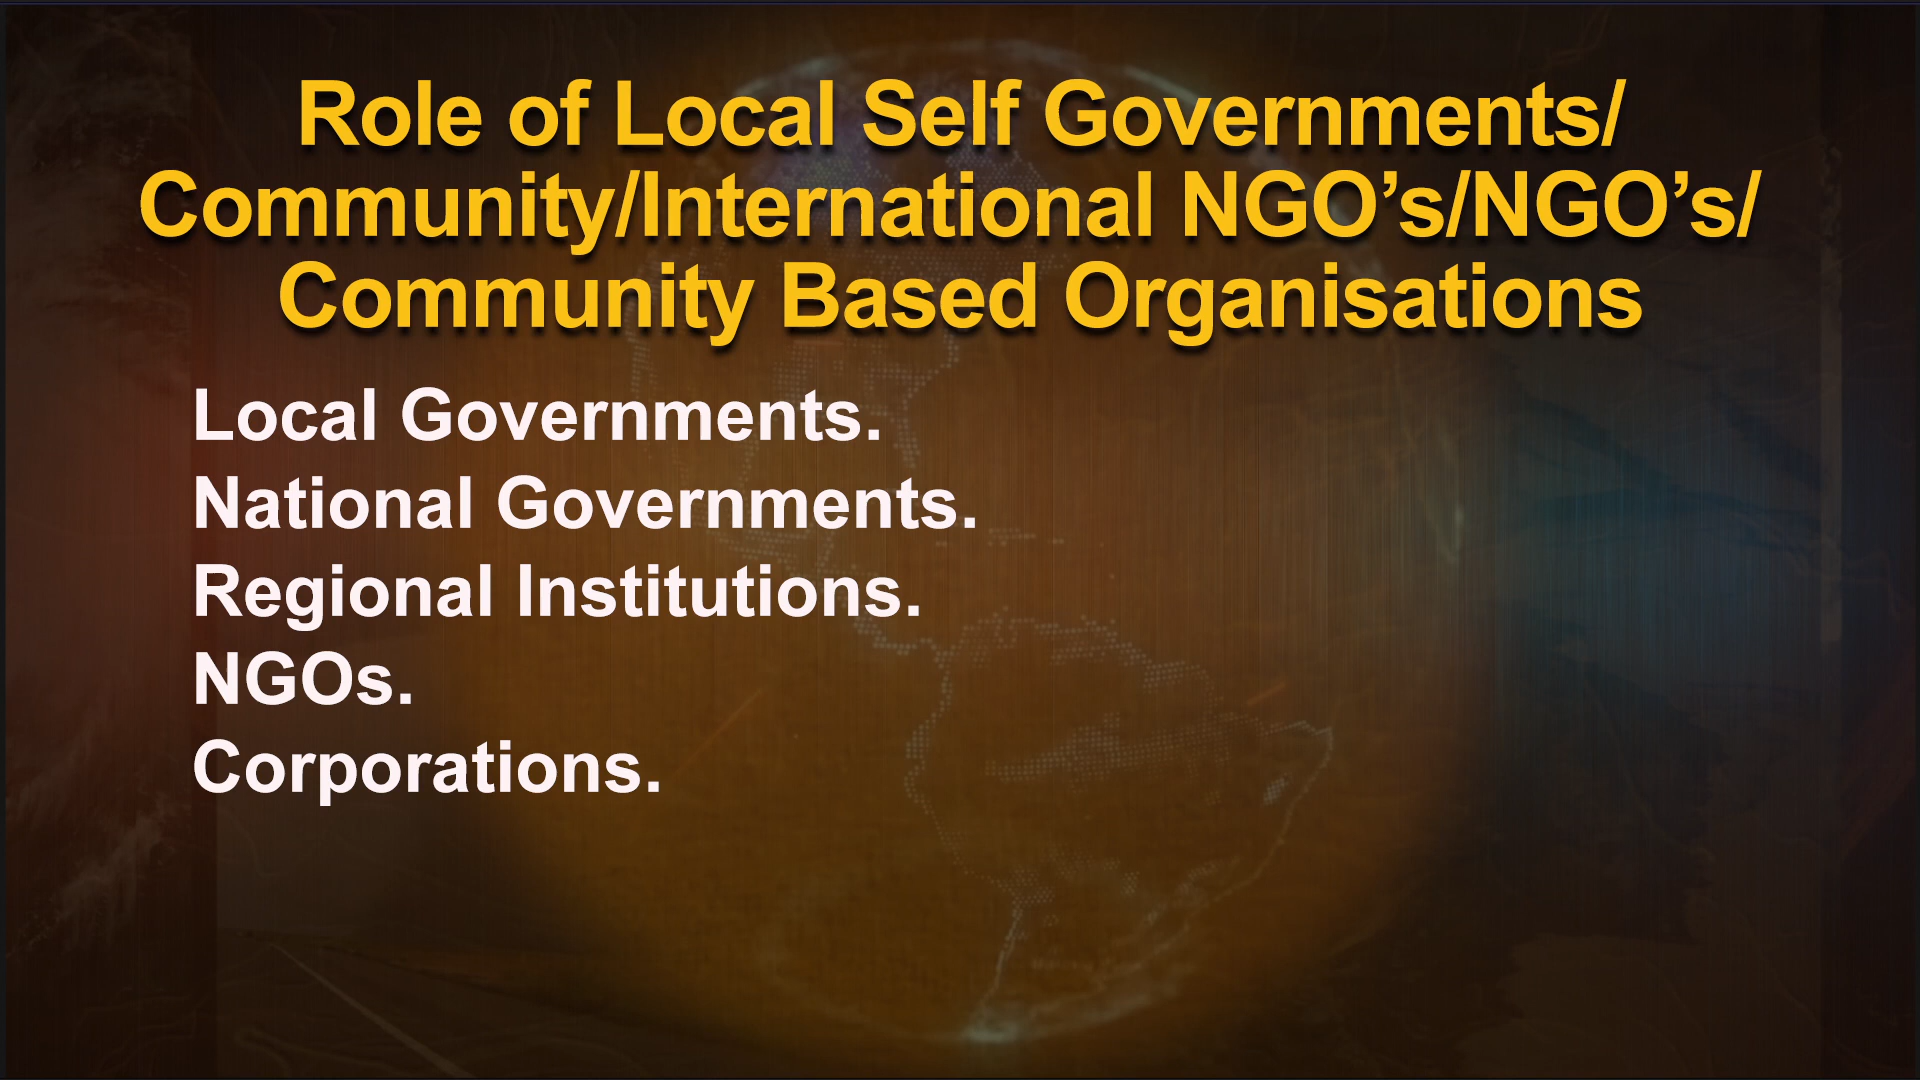 Role of Local Self Governments/
Community/International NGO’s/NGO’s/
Community Based Organisations
Local Governments.
National Governments.
Regional Institutions.
NGOs.
Corporations.